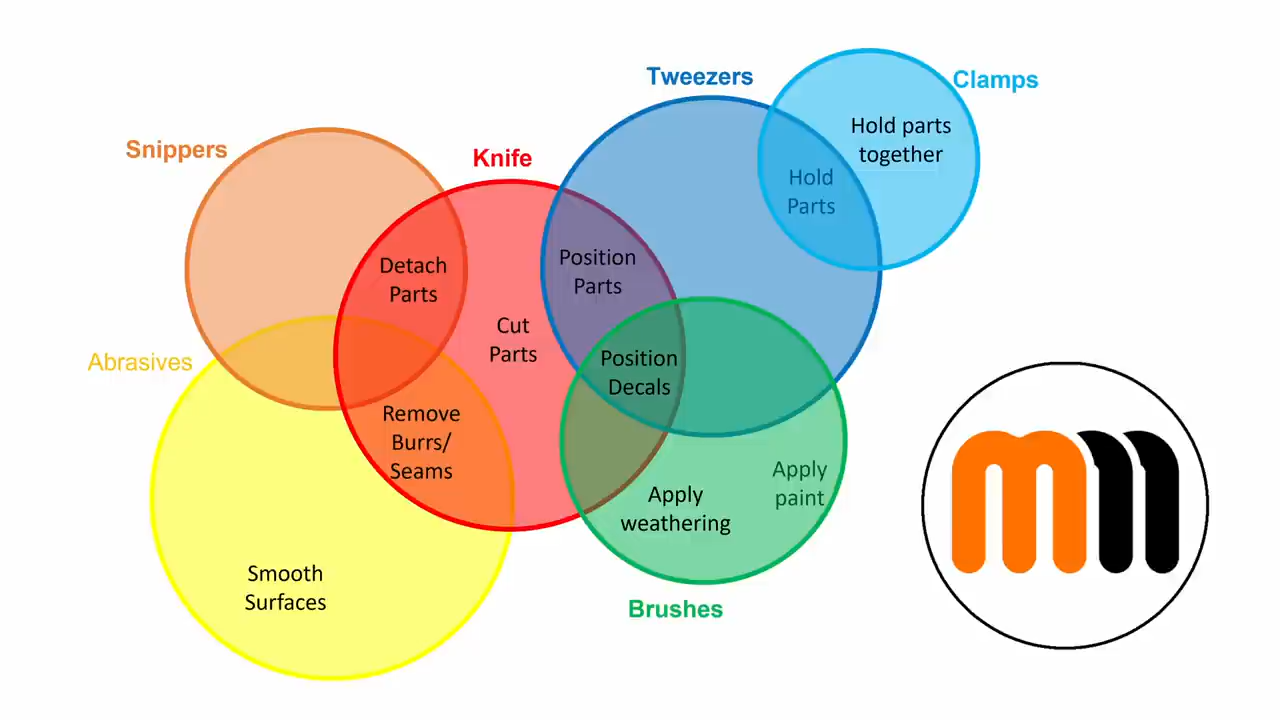 Tweezers
Clamps
Hold parts
together
Snippers
Knife
Hold
Parts
Detach
Parts
Position
Parts
Cut
Parts
Abrasives
Position
Decals
Remove
Burrs/
Seams
Apply
paint
Apply
weathering
Smooth
Surfaces
Brushes